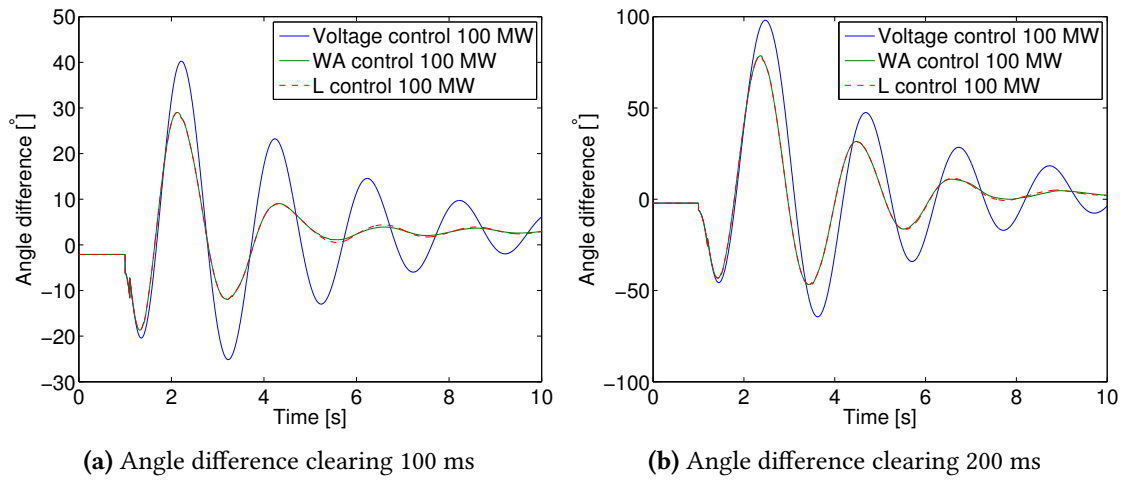 50
40
30
20
10
0
−10
−20
−30
Angle difference [°]
Voltage control 100 MW
WA control 100 MW
L control 100 MW
0 2 4 6 8 10
Time [s]
(a) Angle difference clearing 100 ms
100
50
0
−50
−100
Angle difference [°]
Voltage control 100 MW
WA control 100 MW
L control 100 MW
0 2 4 6 8 10
Time [s]
(b) Angle difference clearing 200 ms